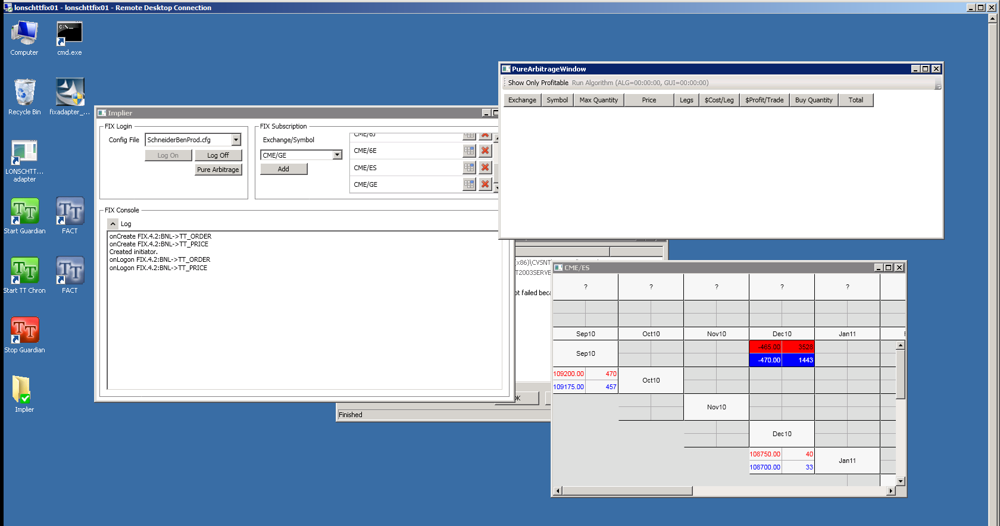 lonschttfix01 - lonschttfix01 - Remote Desktop Connection
Computer
cmd.exe
Recycle Bin
fixadapter_...
LONSCHTT...
adapter
Start Guardian
FACT
Start TT Chron
FACT
Stop Guardian
Implier
Implier
FIX Login
Config File
SchneiderBenProd.cfg
Log On
Log Off
Pure Arbitrage
FIX Subscription
Exchange/Symbol
CME/GE
Add
CME/6J
CME/6E
CME/ES
CME/GE
FIX Console
Log
onCreate FIX.4.2:BNL->TT_ORDER
onCreate FIX.4.2:BNL->TT_PRICE
Created initiator.
onLogon FIX.4.2:BNL->TT_ORDER
onLogon FIX.4.2:BNL->TT_PRICE
PureArbitrageWindow
Show Only Profitable Run Algorithm (ALG=00:00:00, GUI=00:00:00)
Exchange Symbol Max Quantity Price Legs $Cost/Leg $Profit/Trade Buy Quantity Total
(x86)\CVSNT\
T2003SERVE
ot failed beca
OK
Finished
CME/ES
? ? ? ? ?
Sep10 Oct10 Nov10 Dec10 Jan11
Sep10
-465.00 3528
-470.00 1443
109200.00 470
109175.00 457
Oct10
Nov10
Dec10
108750.00 40
108700.00 33
Jan11